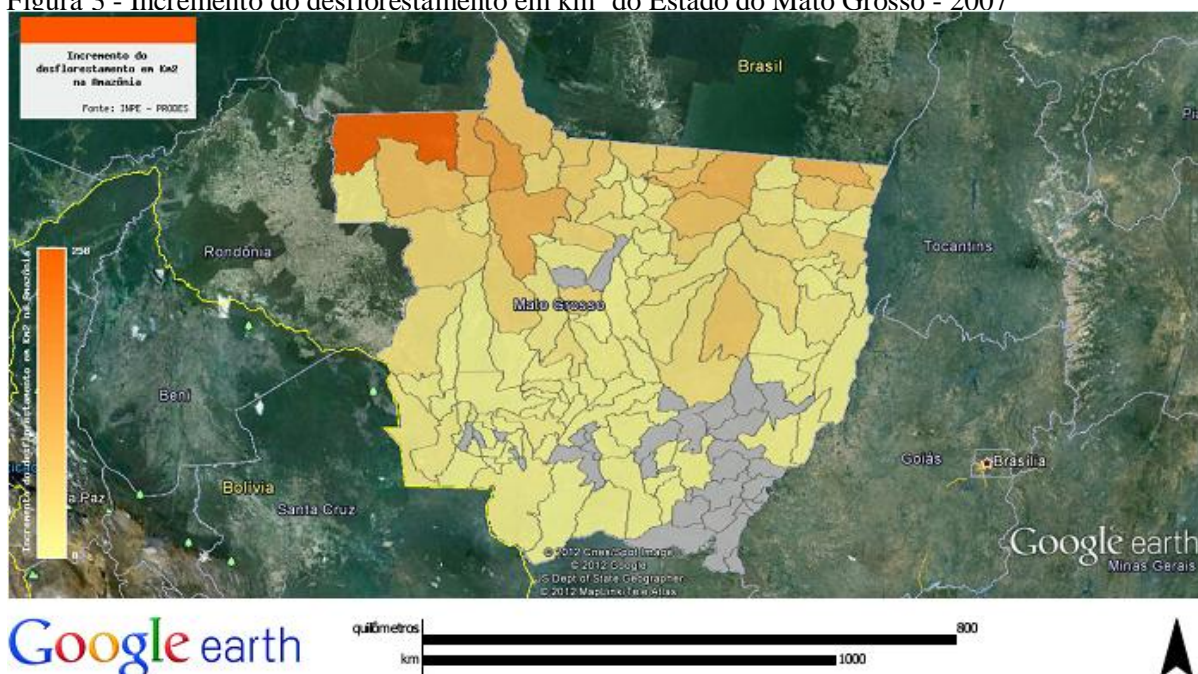 Figura 3 - Incremento do desflorestamento em km² do Estado do Mato Grosso - 2007
Incremento do
desflorestamento em Km2
na Amazônia
Fonte: INPE - PRODES
Brasil
Rondônia
Tocantins
250
Incremento do desflorestamento em Km2 na Amazônia
0
Mato Grosso
Beni
Goiás
Brasília
Bolívia
a Paz
Santa Cruz
© 2012 Cnes/Spot Image
© 2012 Google
US Dept of State Geographer
© 2012 MapLink/Tele Atlas
Google earth
Minas Gerais
Google earth
quilômetros
800
km
1000